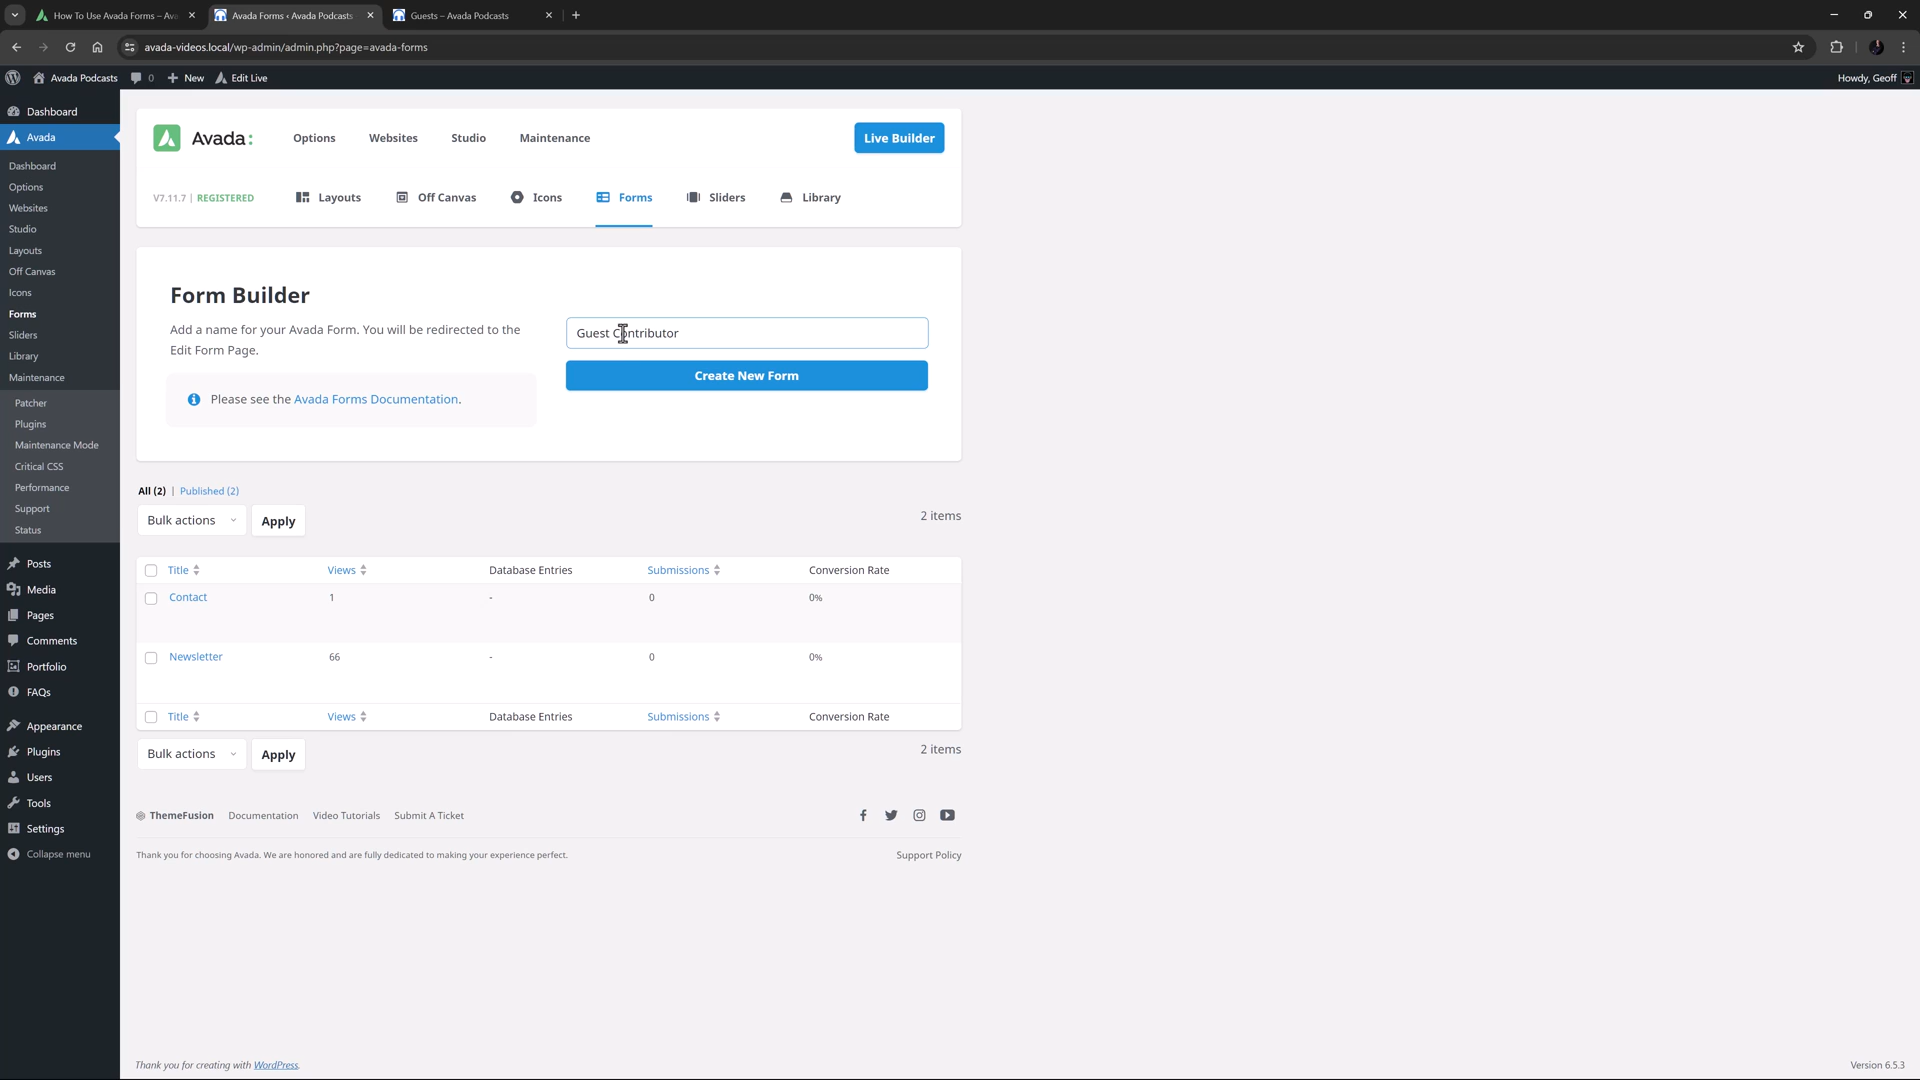 How To Use Avada Forms – Ava
Avada Forms ‹ Avada Podcasts
Guests – Avada Podcasts
avada-videos.local/wp-admin/admin.php?page=avada-forms
Avada Podcasts
0
New
Edit Live
Howdy, Geoff
Dashboard
Avada
Dashboard
Options
Websites
Studio
Layouts
Off Canvas
Icons
Forms
Sliders
Library
Maintenance
Patcher
Plugins
Maintenance Mode
Critical CSS
Performance
Support
Status
Posts
Media
Pages
Comments
Portfolio
FAQs
Appearance
Plugins
Users
Tools
Settings
Collapse menu
Avada:
Options
Websites
Studio
Maintenance
Live Builder
V7.11.7 | REGISTERED
Layouts
Off Canvas
Icons
Forms
Sliders
Library
Form Builder
Add a name for your Avada Form. You will be redirected to the
Edit Form Page.
Please see the Avada Forms Documentation.
Guest Contributor
Create New Form
All (2) | Published (2)
Bulk actions
Apply
2 items
Title Views Database Entries Submissions Conversion Rate
Contact 1 - 0 0%
Newsletter 66 - 0 0%
Title Views Database Entries Submissions Conversion Rate
Bulk actions
Apply
2 items
ThemeFusion Documentation Video Tutorials Submit A Ticket
Thank you for choosing Avada. We are honored and are fully dedicated to making your experience perfect.
Support Policy
Thank you for creating with WordPress.
Version 6.5.3